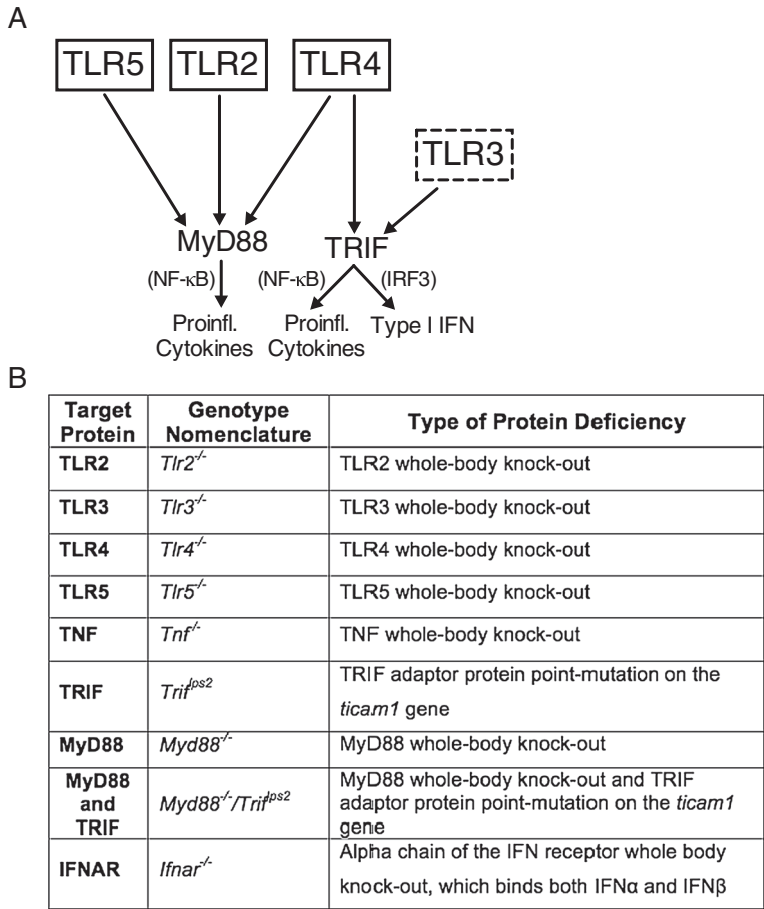 A
TLR5 TLR2 TLR4
TLR3
MyD88 TRIF
(NF-κB) (NF-κB) (IRF3)
Proinfl. Cytokines
Proinfl. Cytokines
Type I IFN
B
Target Protein | Genotype Nomenclature | Type of Protein Deficiency
TLR2 | Tlr2-/- | TLR2 whole-body knock-out
TLR3 | Tlr3-/- | TLR3 whole-body knock-out
TLR4 | Tlr4-/- | TLR4 whole-body knock-out
TLR5 | Tlr5-/- | TLR5 whole-body knock-out
TNF | Tnf-/- | TNF whole-body knock-out
TRIF | Triflps2 | TRIF adaptor protein point-mutation on the
ticam1 gene
MyD88 | Myd88-/- | MyD88 whole-body knock-out
MyD88 and TRIF | Myd88-/-/Triflps2 | MyD88 whole-body knock-out and TRIF
adaptor protein point-mutation on the ticam1
gene
IFNAR | Ifnar-/- | Alpha chain of the IFN receptor whole body
knock-out, which binds both IFNα and IFNβ